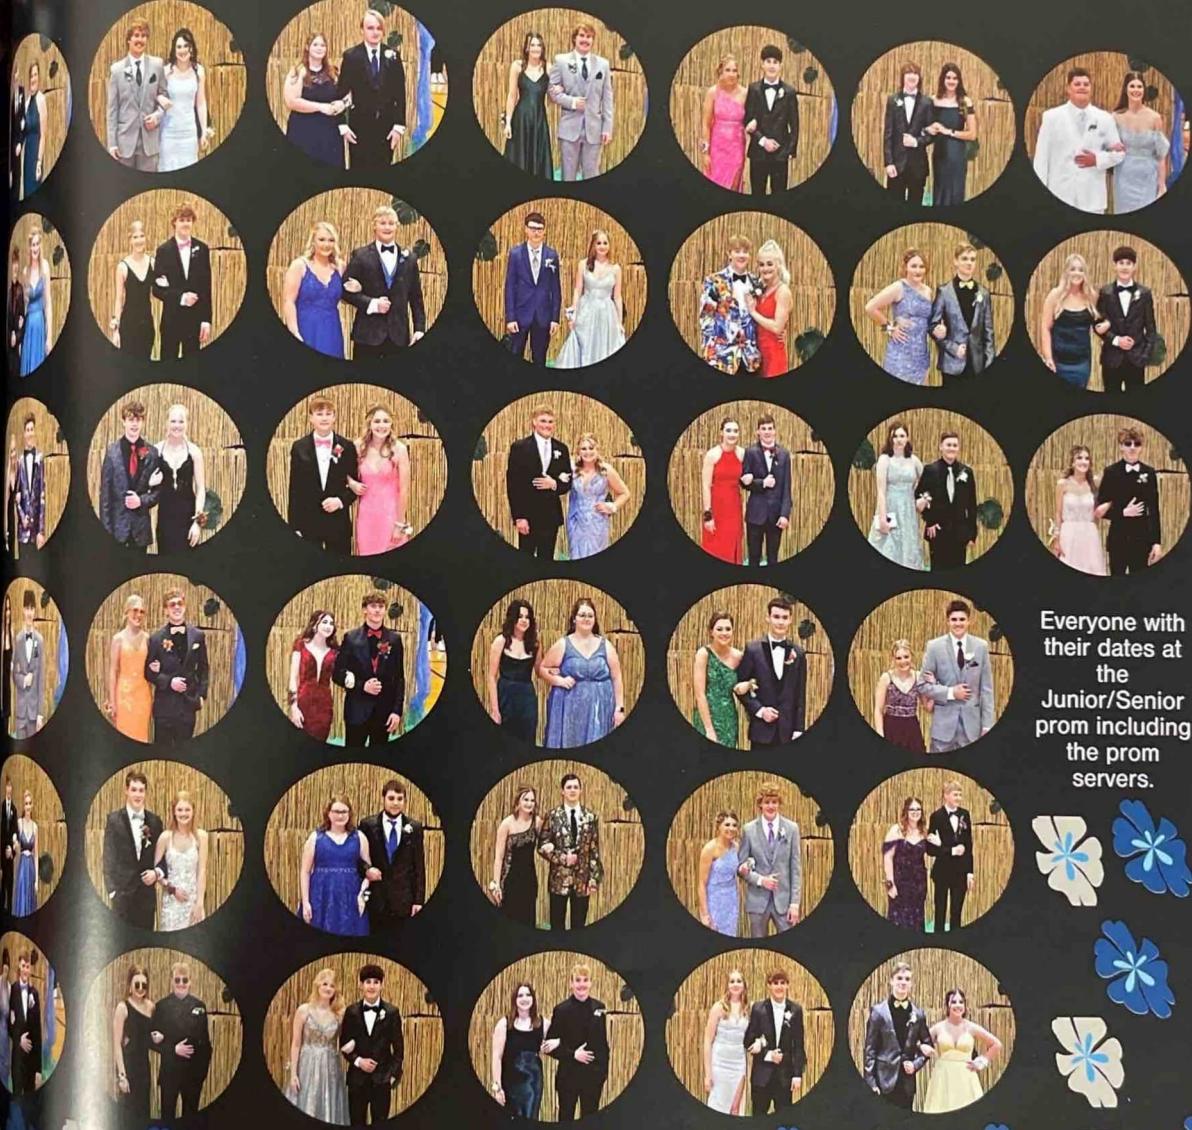 Everyone with
their dates at
the
Junior/Senior
prom including
the prom
servers.